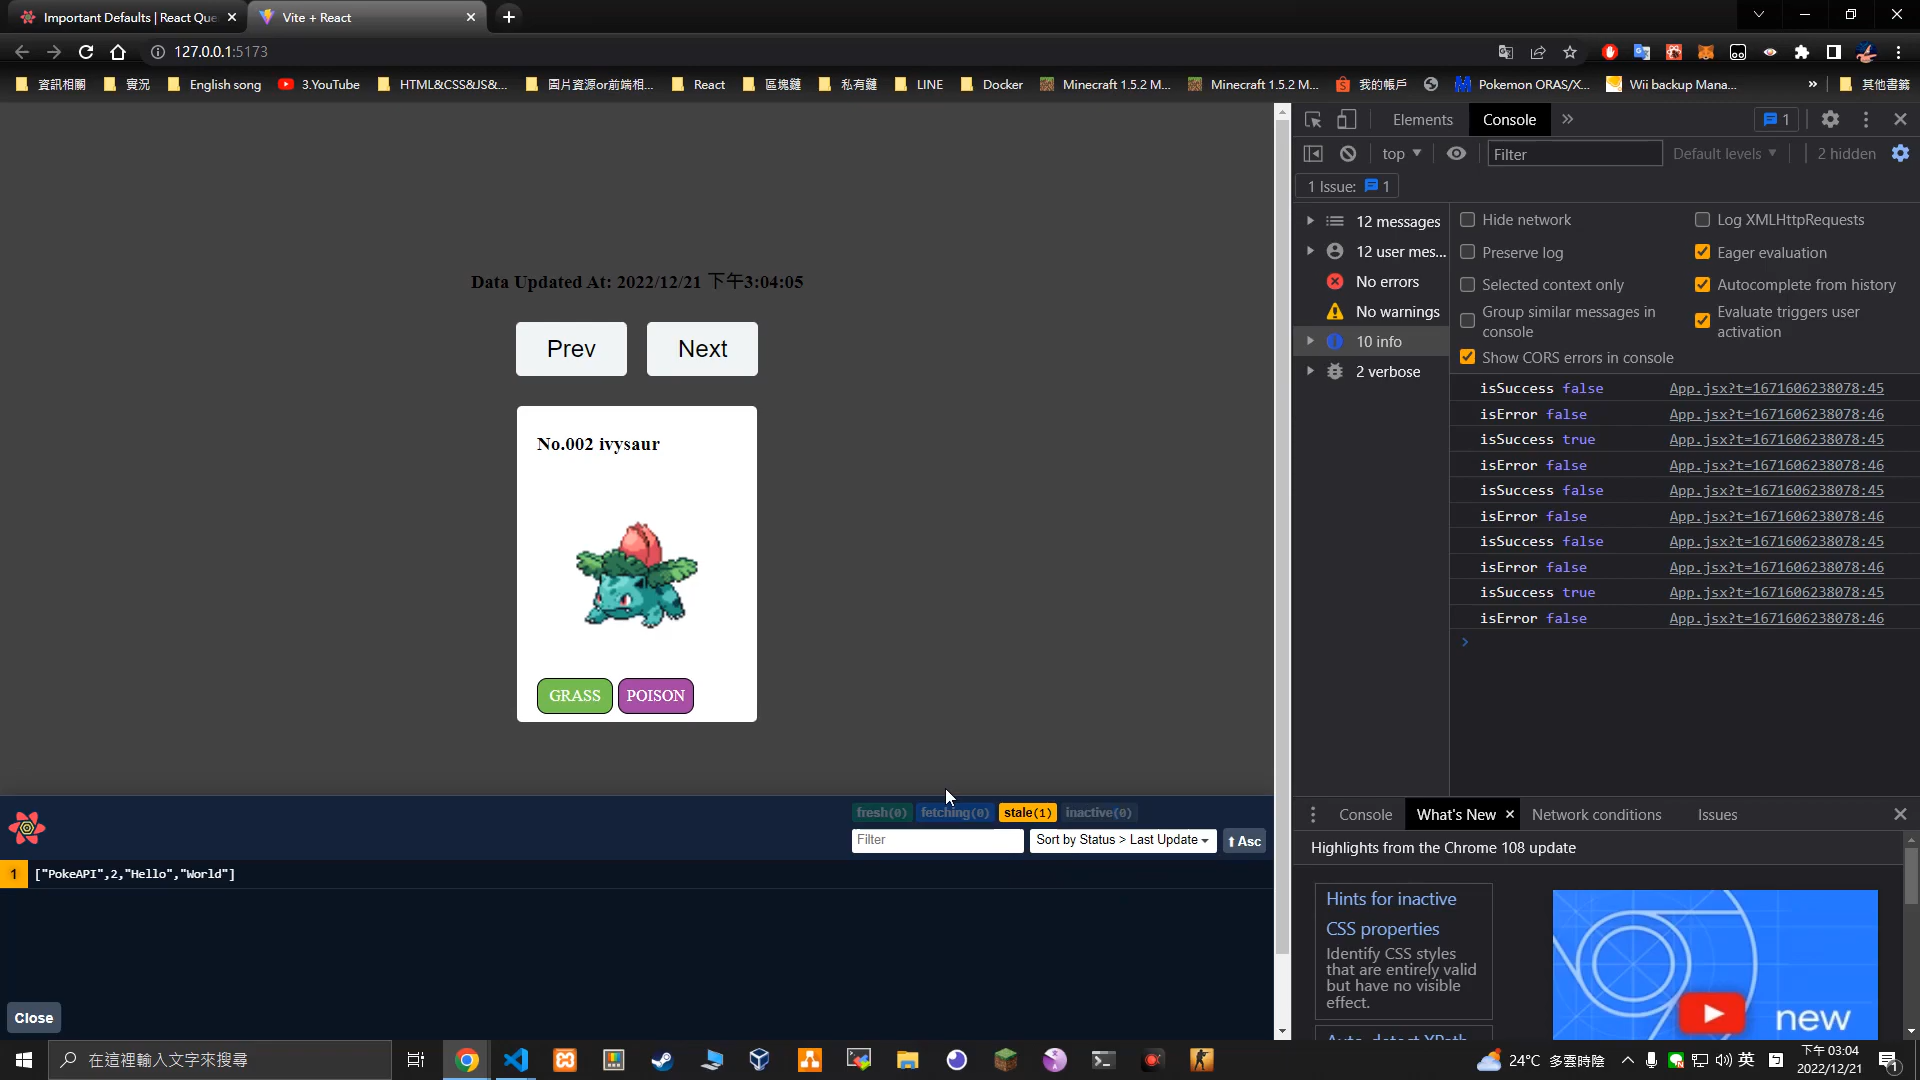 Important Defaults | React Que
Vite + React
127.0.0.1:5173
資訊相關
實況
English song
3.YouTube
HTML&CSS&JS&...
圖片資源or前端相...
React
區塊鏈
私有鏈
LINE
Docker
Minecraft 1.5.2 M...
Minecraft 1.5.2 M...
我的帳戶
Pokemon ORAS/X...
Wii backup Mana...
»
其他書籤
Data Updated At: 2022/12/21 下午3:04:05
Prev
Next
No.002 ivysaur
GRASS
POISON
fresh(0)
fetching(0)
stale(1)
inactive(0)
Filter
Sort by Status > Last Update
Asc
1
["PokeAPI",2,"Hello","World"]
Close
Elements
Console
»
1
top
Filter
Default levels
2 hidden
1 Issue: 1
12 messages
12 user mes...
No errors
No warnings
10 info
2 verbose
Hide network
Log XMLHttpRequests
Preserve log
Eager evaluation
Selected context only
Autocomplete from history
Group similar messages in
console
Evaluate triggers user
activation
Show CORS errors in console
isSuccess false App.jsx?t=1671606238078:45
isError false App.jsx?t=1671606238078:46
isSuccess true App.jsx?t=1671606238078:45
isError false App.jsx?t=1671606238078:46
isSuccess false App.jsx?t=1671606238078:45
isError false App.jsx?t=1671606238078:46
isSuccess false App.jsx?t=1671606238078:45
isError false App.jsx?t=1671606238078:46
isSuccess true App.jsx?t=1671606238078:45
isError false App.jsx?t=1671606238078:46
Console
What's New
Network conditions
Issues
Highlights from the Chrome 108 update
Hints for inactive
CSS properties
Identify CSS styles
that are entirely valid
but have no visible
effect.
Auto-detect XPath
new
在這裡輸入文字來搜尋
24°C 多雲時陰
英
下午 03:04
2022/12/21
1